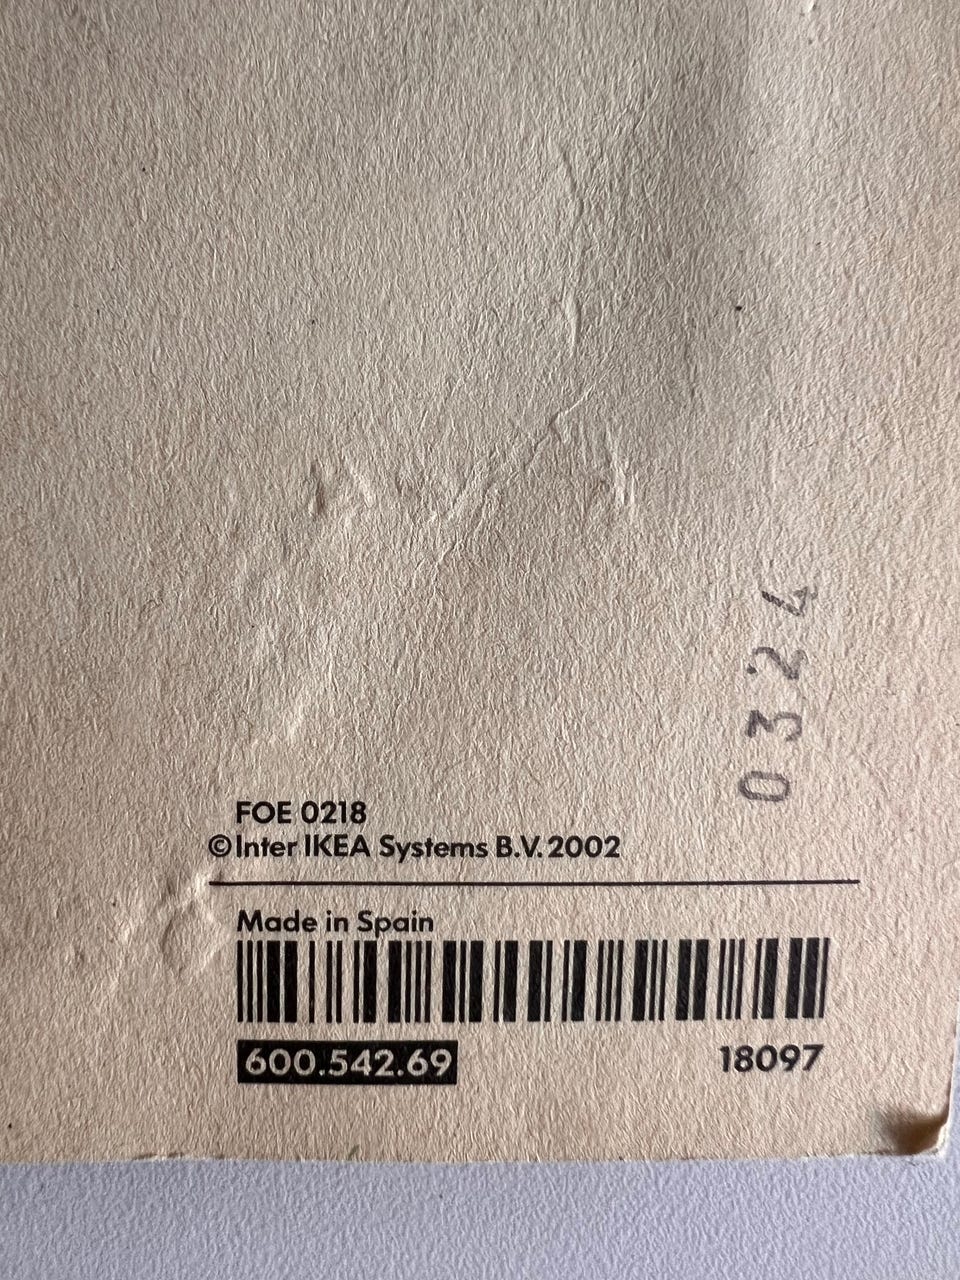 0324
FOE 0218
©Inter IKEA Systems B.V. 2002
Made in Spain
600.542.69
18097